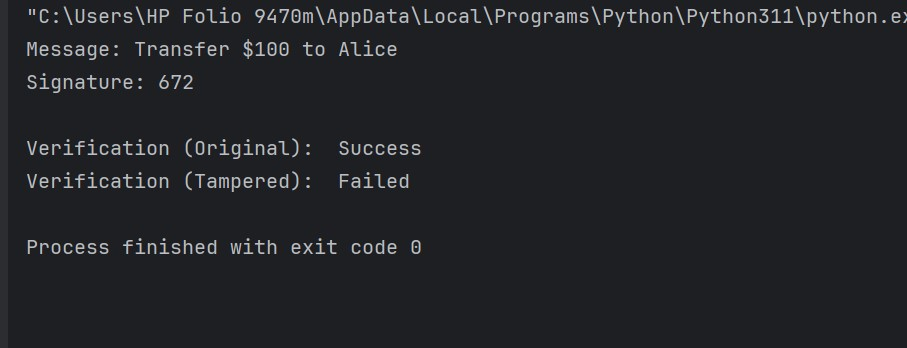 "C:\Users\HP Folio 9470m\AppData\Local\Programs\Python\Python311\python.ex
Message: Transfer $100 to Alice
Signature: 672
Verification (Original):  Success
Verification (Tampered):  Failed
Process finished with exit code 0